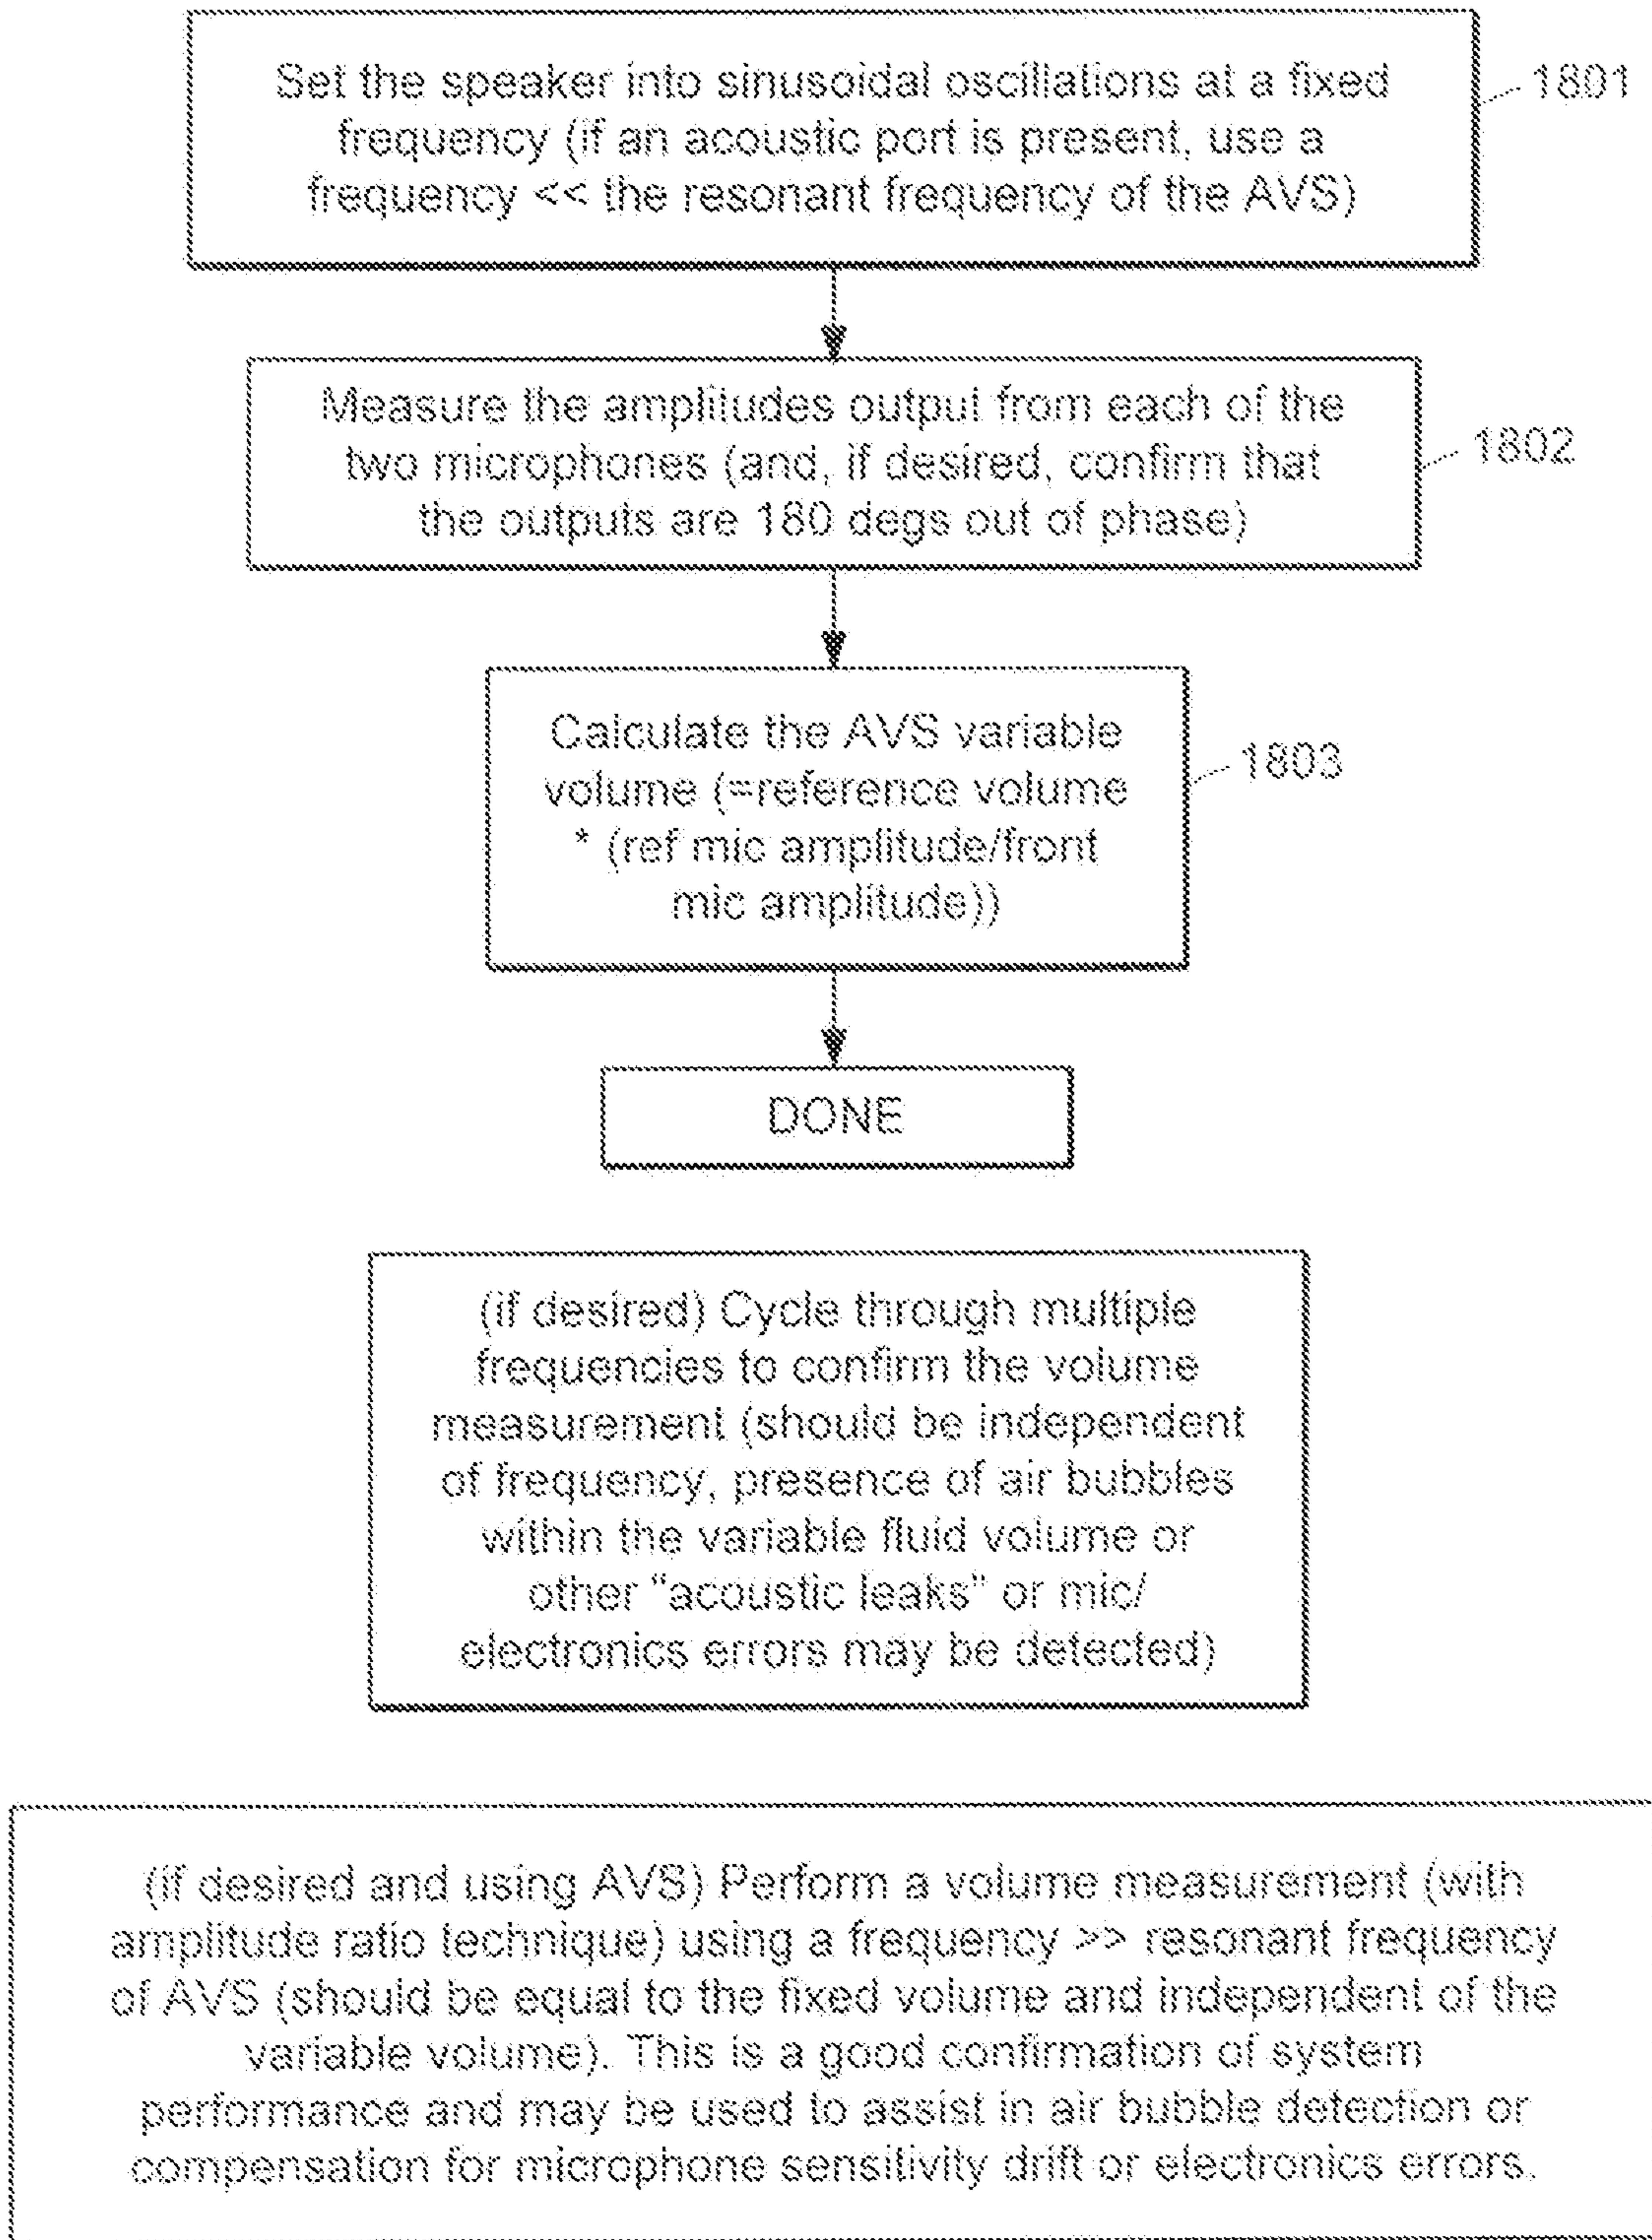 Set the speaker into sinusoidal oscillations at a fixed
frequency (if an acoustic port is present, use a
frequency << the resonant frequency of the AVS)
1801
Measure the amplitudes output from each of the
two microphones (and, if desired, confirm that
the outputs are 180 degs out of phase)
1802
Calculate the AVS variable
volume (=reference volume
* (ref mic amplitude/front
mic amplitude))
1803
DONE
(if desired) Cycle through multiple
frequencies to confirm the volume
measurement (should be independent
of frequency, presence of air bubbles
within the variable fluid volume or
other "acoustic leaks" or mic/
electronics errors may be detected)
(if desired and using AVS) Perform a volume measurement (with
amplitude ratio technique) using a frequency >> resonant frequency
of AVS (should be equal to the fixed volume and independent of the
variable volume). This is a good confirmation of system
performance and may be used to assist in air bubble detection or
compensation for microphone sensitivity drift or electronics errors.